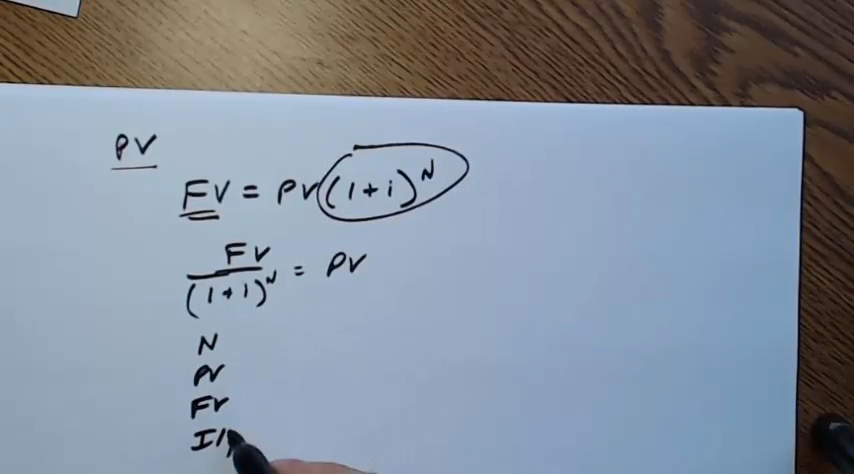 PV
FV = PV(1+i)^N
FV
= PV
(1+i)^N
N
PV
FV
I/